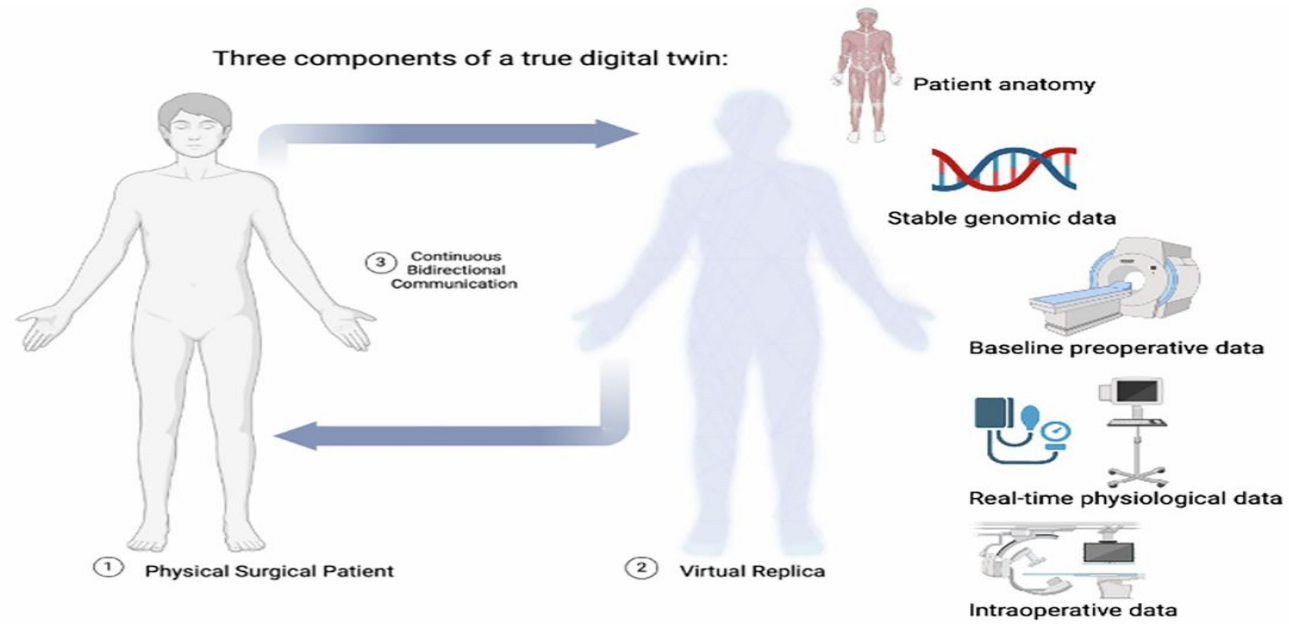 Three components of a true digital twin:
Patient anatomy
Stable genomic data
3 Continuous
Bidirectional
Communication
Baseline preoperative data
Real-time physiological data
1 Physical Surgical Patient
2 Virtual Replica
Intraoperative data